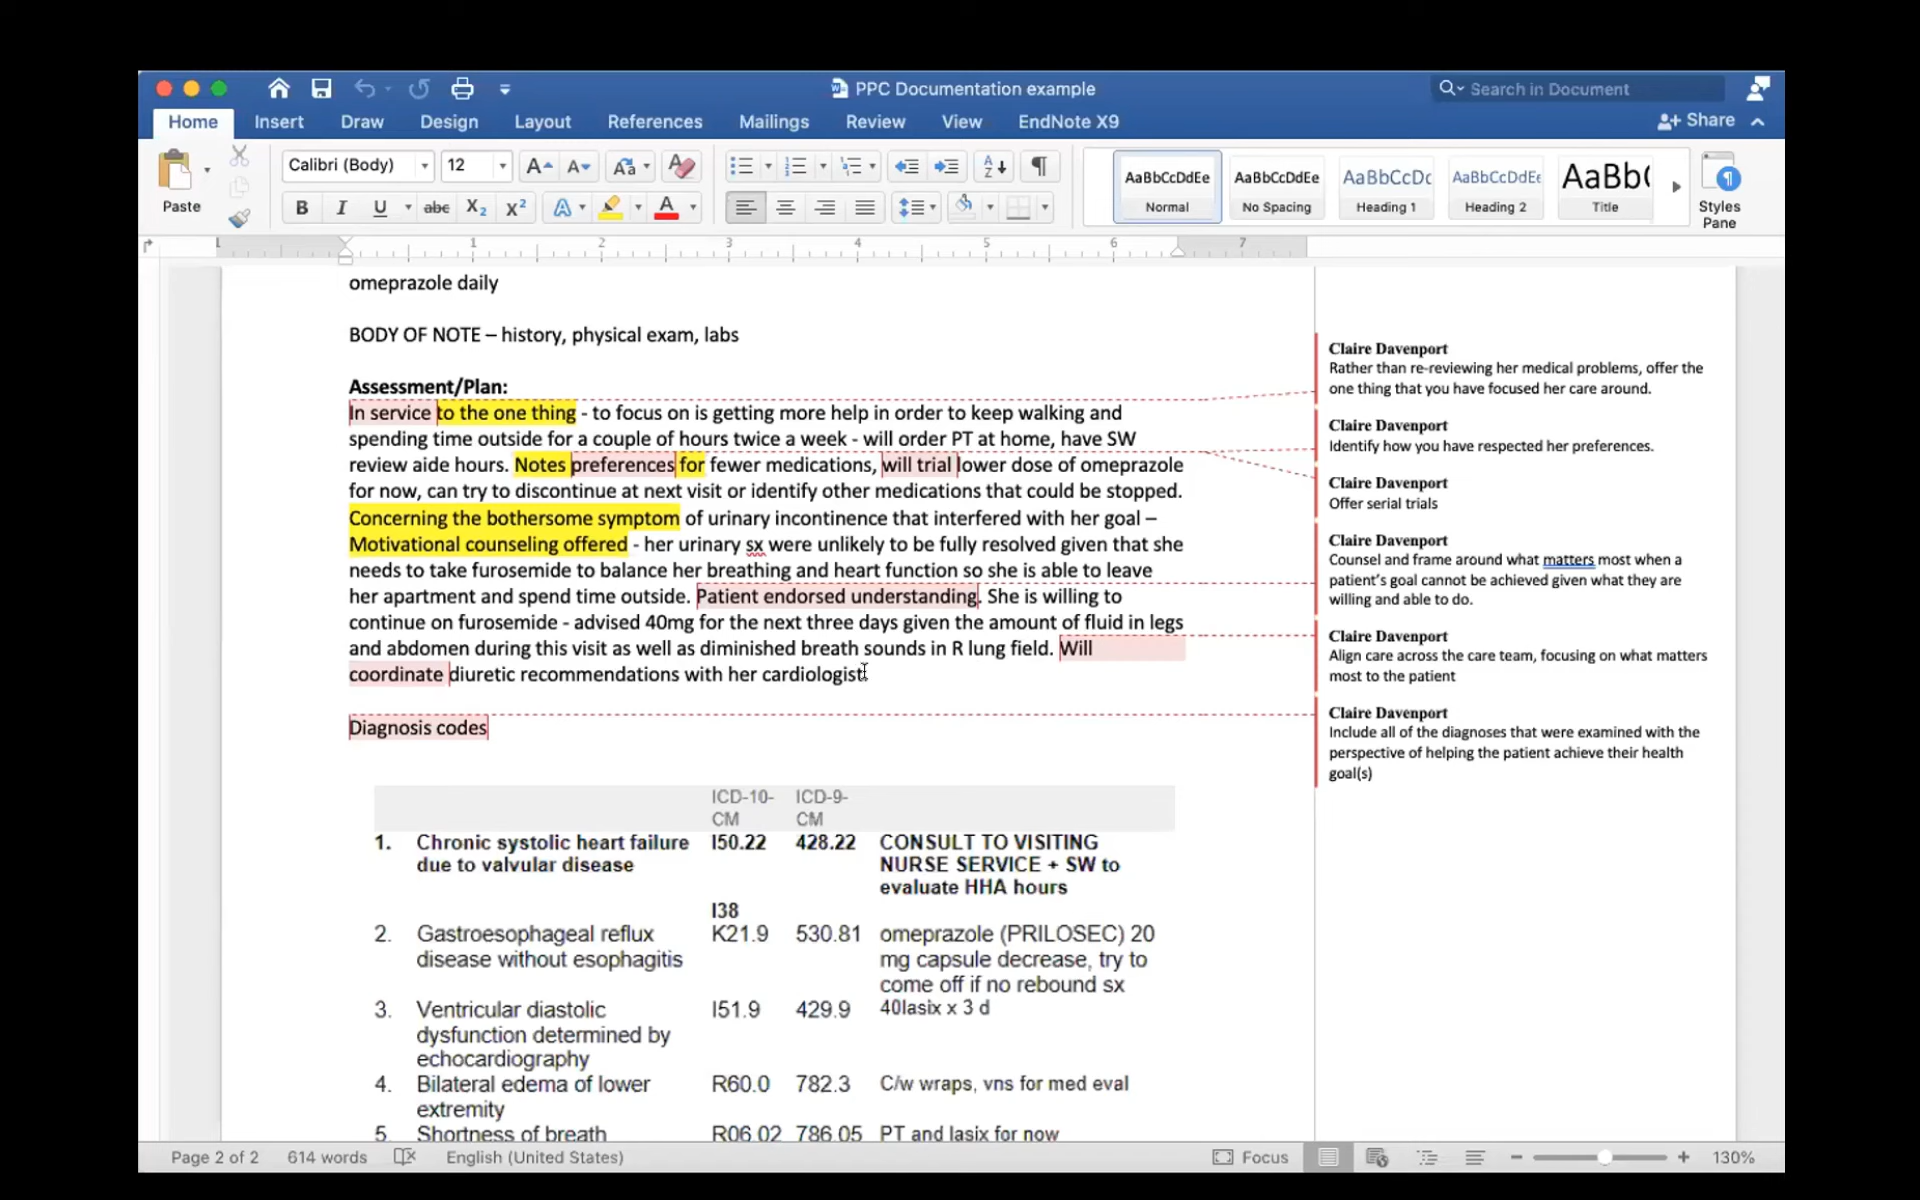 PPC Documentation example
Search in Document
Home Insert Draw Design Layout References Mailings Review View EndNote X9
Share
Paste
Calibri (Body) 12
AaBbCcDdEe AaBbCcDdEe AaBbCcDc AaBbCcDdEe AaBb(
Normal No Spacing Heading 1 Heading 2 Title
Styles
Pane
1 1 2 3 4 5 6 7
omeprazole daily
BODY OF NOTE – history, physical exam, labs
Assessment/Plan:
In service to the one thing - to focus on is getting more help in order to keep walking and
spending time outside for a couple of hours twice a week - will order PT at home, have SW
review aide hours. Notes preferences for fewer medications, will trial lower dose of omeprazole
for now, can try to discontinue at next visit or identify other medications that could be stopped.
Concerning the bothersome symptom of urinary incontinence that interfered with her goal –
Motivational counseling offered - her urinary sx were unlikely to be fully resolved given that she
needs to take furosemide to balance her breathing and heart function so she is able to leave
her apartment and spend time outside. Patient endorsed understanding. She is willing to
continue on furosemide - advised 40mg for the next three days given the amount of fluid in legs
and abdomen during this visit as well as diminished breath sounds in R lung field. Will
coordinate diuretic recommendations with her cardiologist.
Diagnosis codes
ICD-10- ICD-9-
CM CM
1. Chronic systolic heart failure I50.22 428.22 CONSULT TO VISITING
due to valvular disease NURSE SERVICE + SW to
evaluate HHA hours
I38
2. Gastroesophageal reflux K21.9 530.81 omeprazole (PRILOSEC) 20
disease without esophagitis mg capsule decrease, try to
come off if no rebound sx
3. Ventricular diastolic I51.9 429.9 40lasix x 3 d
dysfunction determined by
echocardiography
4. Bilateral edema of lower R60.0 782.3 C/w wraps, vns for med eval
extremity
5 Shortness of breath R06.02 786.05 PT and lasix for now
Claire Davenport
Rather than re-reviewing her medical problems, offer the
one thing that you have focused her care around.
Claire Davenport
Identify how you have respected her preferences.
Claire Davenport
Offer serial trials
Claire Davenport
Counsel and frame around what matters most when a
patient's goal cannot be achieved given what they are
willing and able to do.
Claire Davenport
Align care across the care team, focusing on what matters
most to the patient
Claire Davenport
Include all of the diagnoses that were examined with the
perspective of helping the patient achieve their health
goal(s)
Page 2 of 2 614 words English (United States) Focus 130%